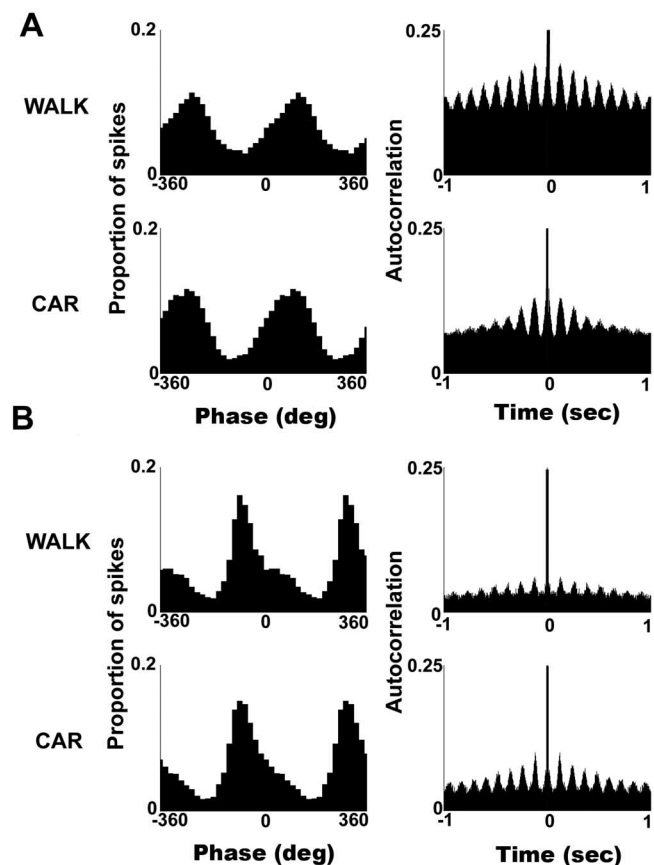 A
WALK
Proportion of spikes
0.2
0
-360 0 360
Autocorrelation
0.25
0
-1 0 1
CAR
0.2
0
-360 0 360
Phase (deg)
0.25
0
-1 0 1
Time (sec)
B
WALK
Proportion of spikes
0.2
0
-360 0 360
Autocorrelation
0.25
0
-1 0 1
CAR
0.2
0
-360 0 360
Phase (deg)
0.25
0
-1 0 1
Time (sec)